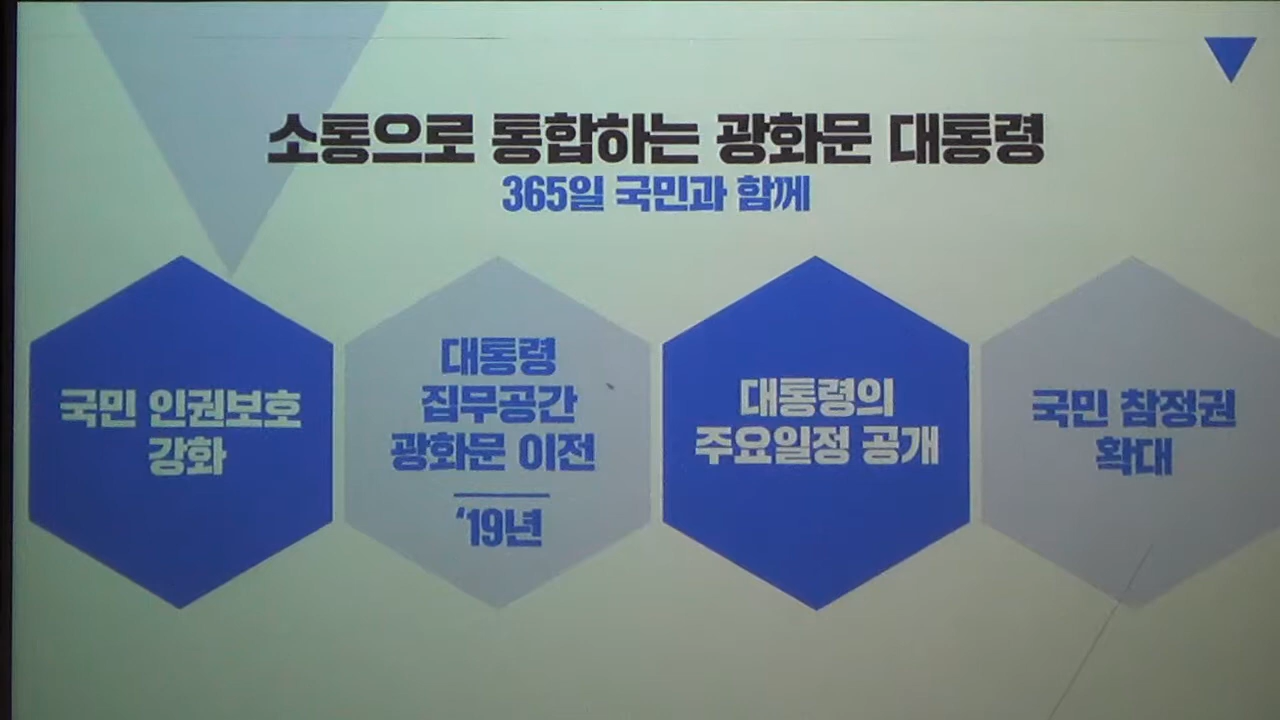 소통으로 통합하는 광화문 대통령
365일 국민과 함께
국민 인권보호
강화
대통령
집무공간
광화문 이전
‘19년
대통령의
주요일정 공개
국민 참정권
확대